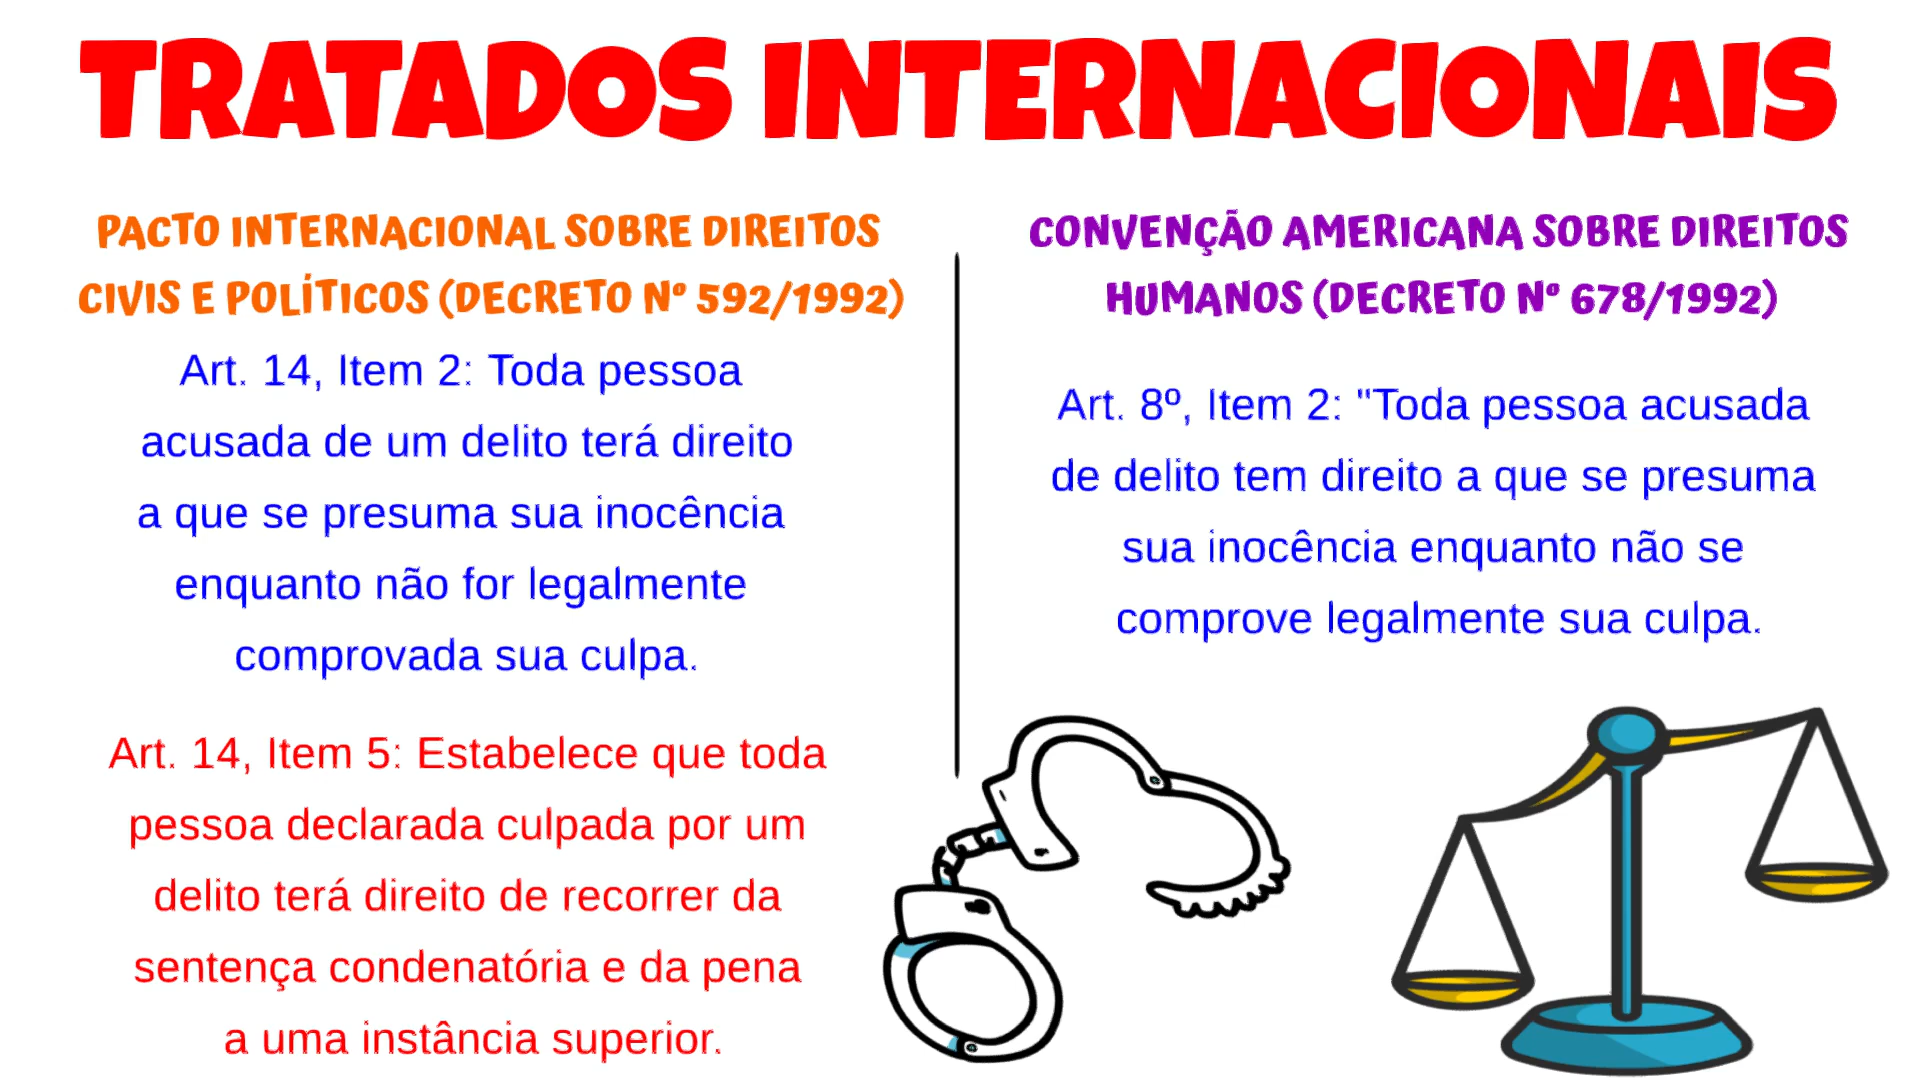 TRATADOS INTERNACIONAIS
PACTO INTERNACIONAL SOBRE DIREITOS
CIVIS E POLÍTICOS (DECRETO Nº 592/1992)
Art. 14, Item 2: Toda pessoa
acusada de um delito terá direito
a que se presuma sua inocência
enquanto não for legalmente
comprovada sua culpa.
Art. 14, Item 5: Estabelece que toda
pessoa declarada culpada por um
delito terá direito de recorrer da
sentença condenatória e da pena
a uma instância superior.
CONVENÇÃO AMERICANA SOBRE DIREITOS
HUMANOS (DECRETO Nº 678/1992)
Art. 8º, Item 2: "Toda pessoa acusada
de delito tem direito a que se presuma
sua inocência enquanto não se
comprove legalmente sua culpa.